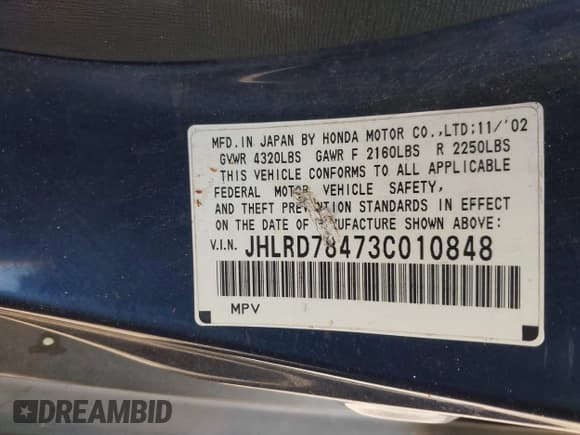 MFD.IN JAPAN BY HONDA MOTOR CO.,LTD;11/'02
GVWR 4320LBS GAWR F 2160LBS R 2250LBS
THIS VEHICLE CONFORMS TO ALL APPLICABLE
FEDERAL MOTOR VEHICLE SAFETY,
AND THEFT PREVENTION STANDARDS IN EFFECT
ON THE DATE OF MANUFACTURE SHOWN ABOVE:
V.I.N. JHLRD78473C010848
MPV
DREAMBID